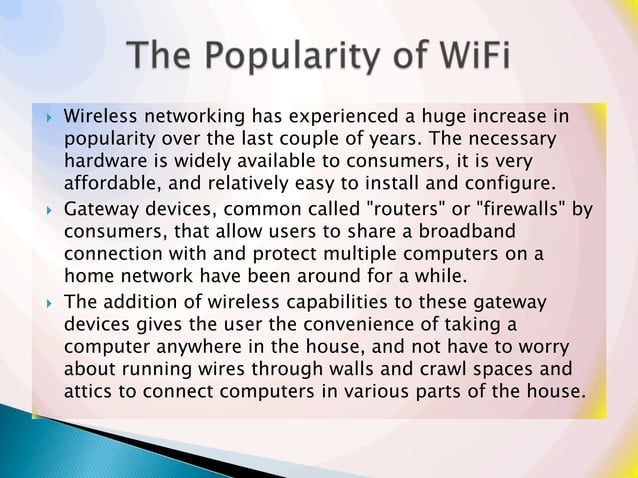 The Popularity of WiFi
Wireless networking has experienced a huge increase in
popularity over the last couple of years. The necessary
hardware is widely available to consumers, it is very
affordable, and relatively easy to install and configure.
Gateway devices, common called "routers" or "firewalls" by
consumers, that allow users to share a broadband
connection with and protect multiple computers on a
home network have been around for a while.
The addition of wireless capabilities to these gateway
devices gives the user the convenience of taking a
computer anywhere in the house, and not have to worry
about running wires through walls and crawl spaces and
attics to connect computers in various parts of the house.